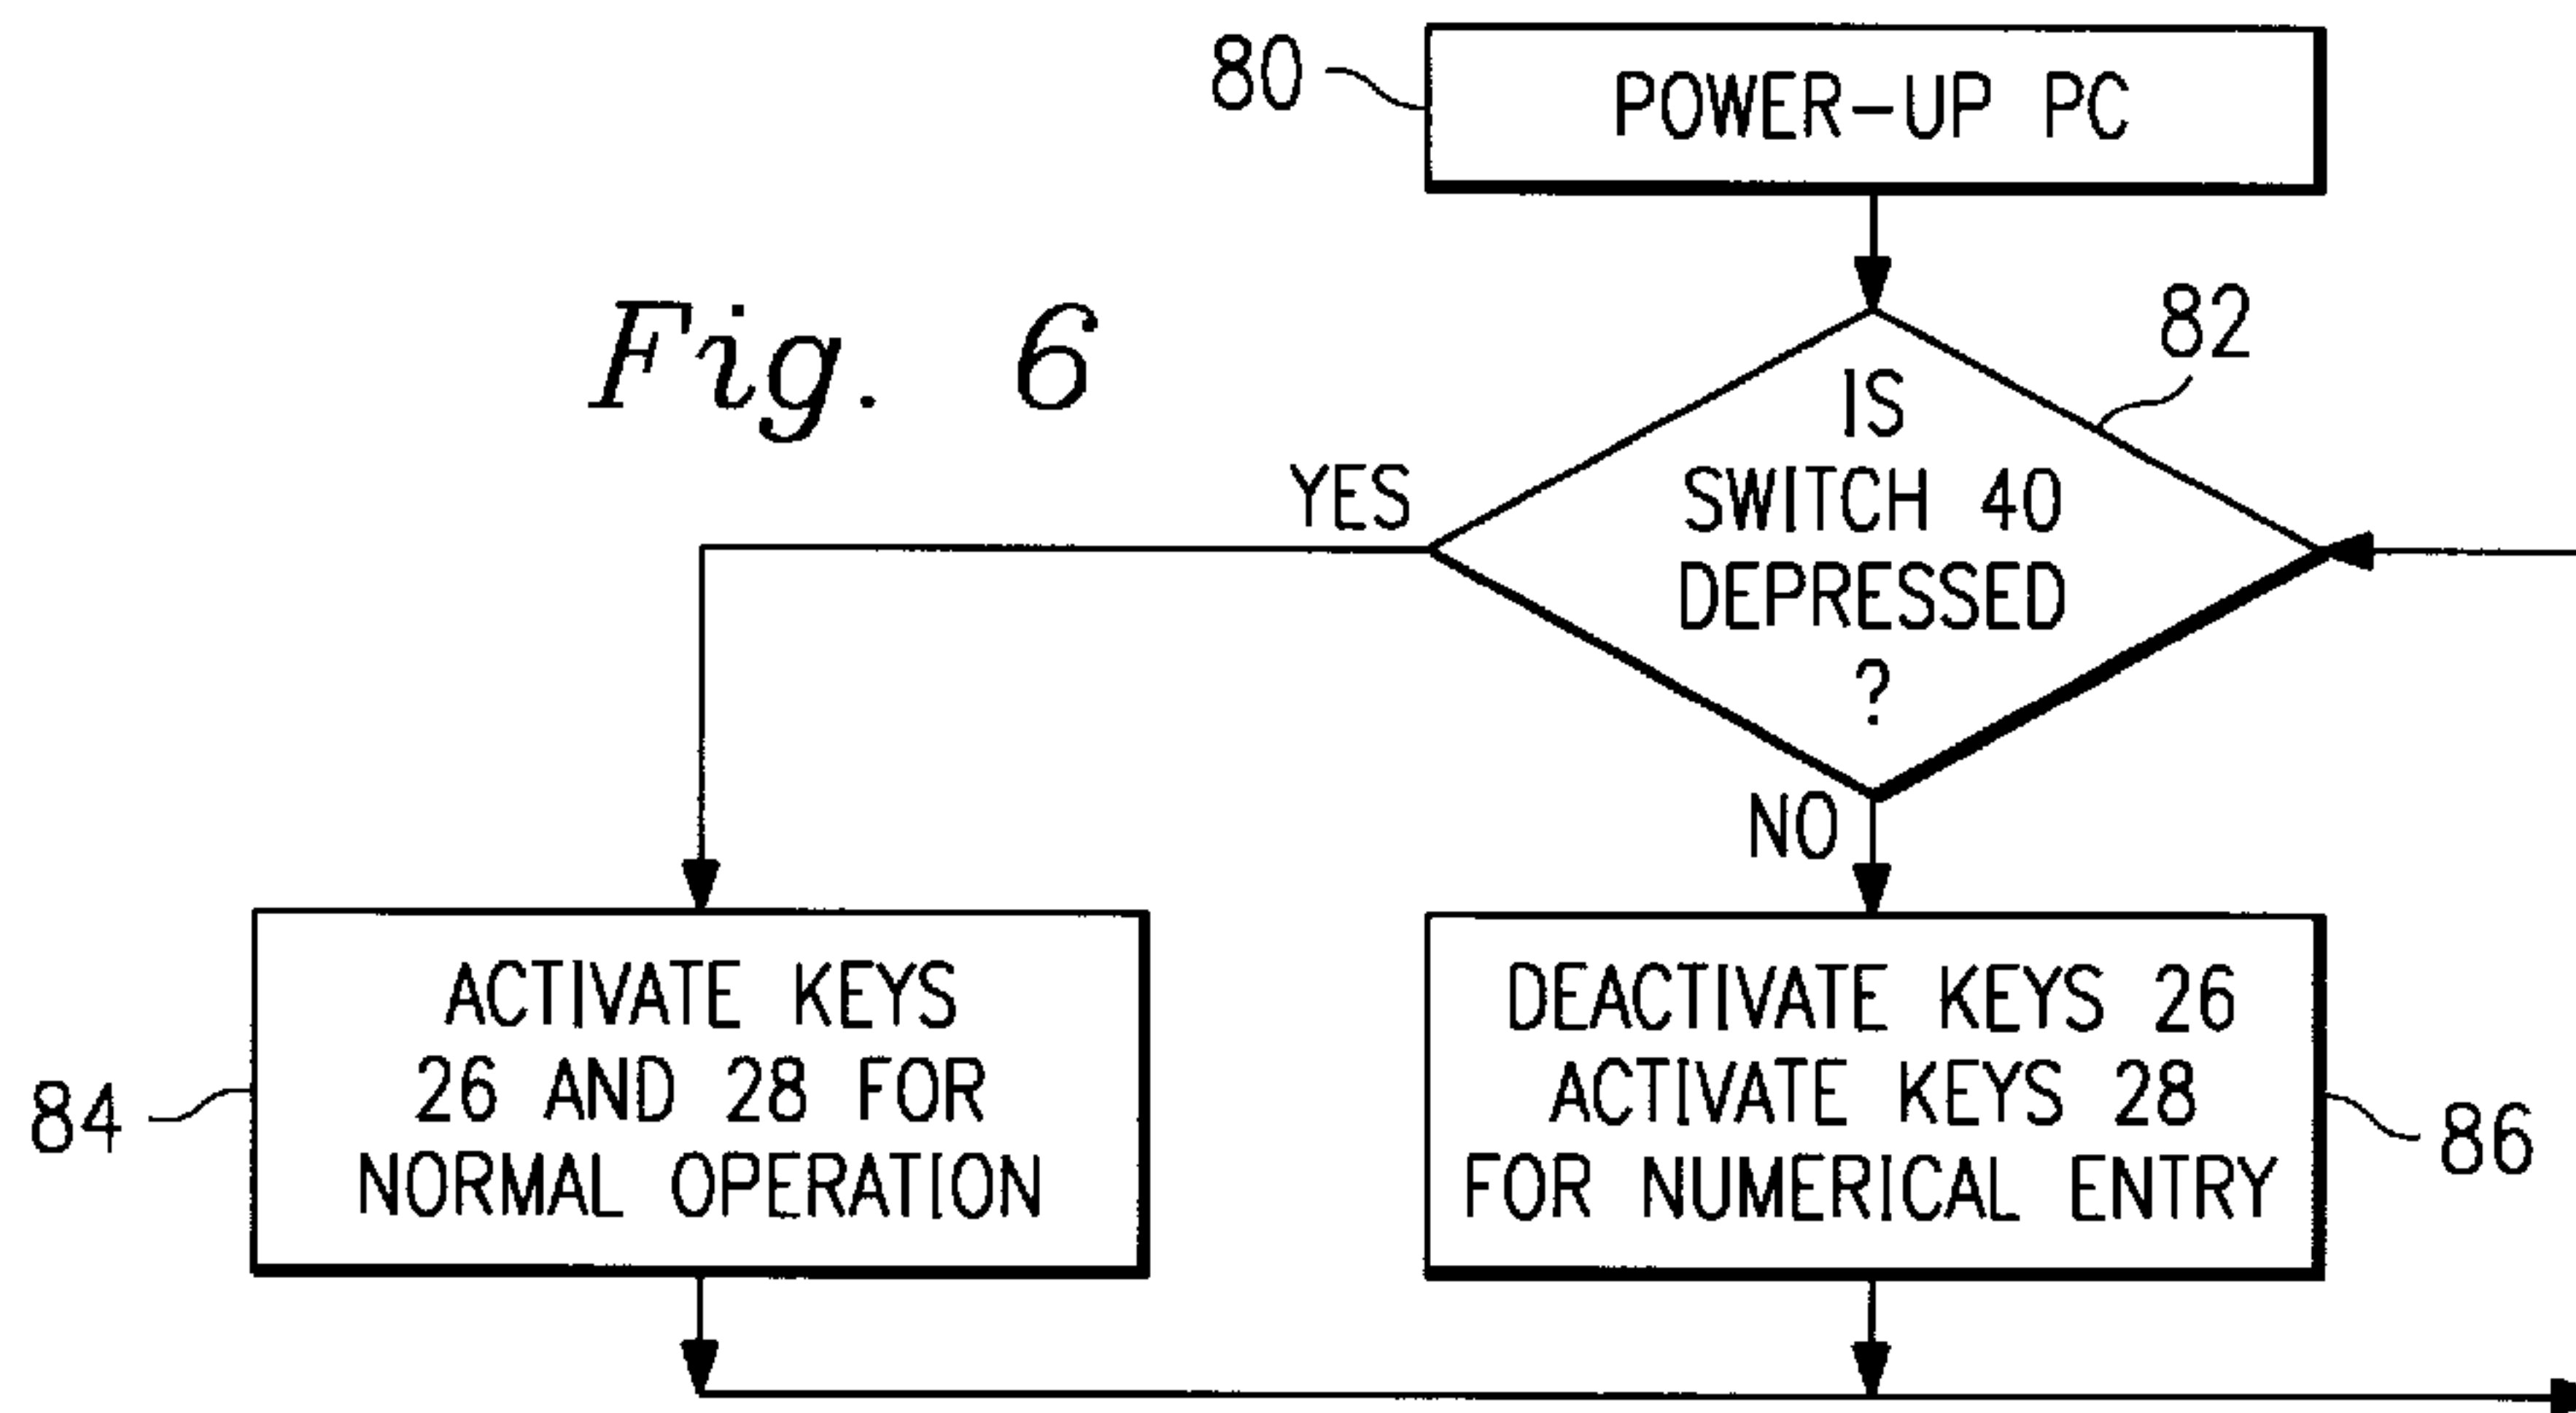 80
POWER-UP PC
Fig. 6
82
IS
SWITCH 40
DEPRESSED
?
YES
NO
84
ACTIVATE KEYS
26 AND 28 FOR
NORMAL OPERATION
DEACTIVATE KEYS 26
ACTIVATE KEYS 28
FOR NUMERICAL ENTRY
86